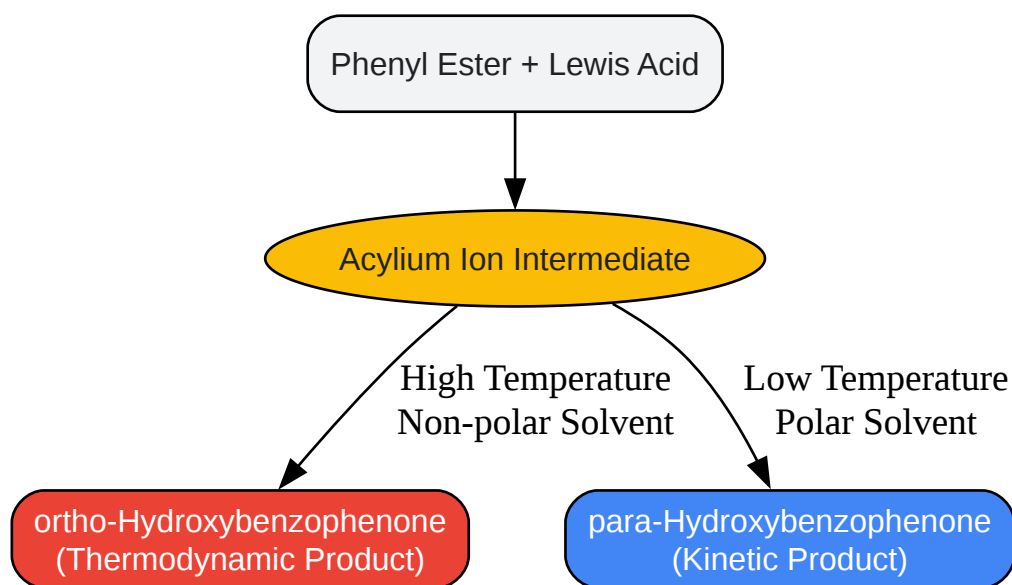 Phenyl Ester + Lewis Acid
Acylium Ion Intermediate
High Temperature
Non-polar Solvent
Low Temperature
Polar Solvent
ortho-Hydroxybenzophenone
(Thermodynamic Product)
para-Hydroxybenzophenone
(Kinetic Product)